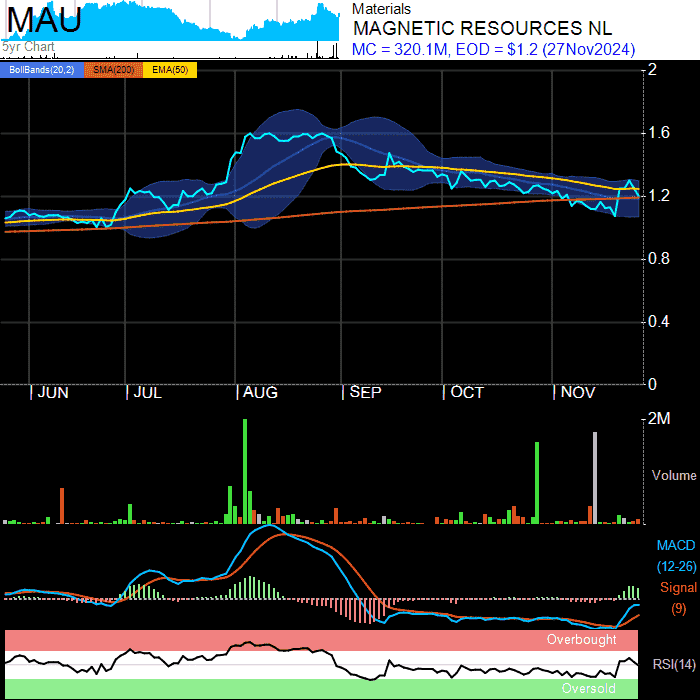 MAU
5yr Chart
Materials
MAGNETIC RESOURCES NL
MC = 320.1M, EOD = $1.2 (27Nov2024)
BollBands(20,2) SMA(200) EMA(50)
2
1.6
1.2
0.8
0.4
0
JUN JUL AUG SEP OCT NOV
2M
Volume
MACD
(12-26)
Signal
(9)
Overbought
RSI(14)
Oversold